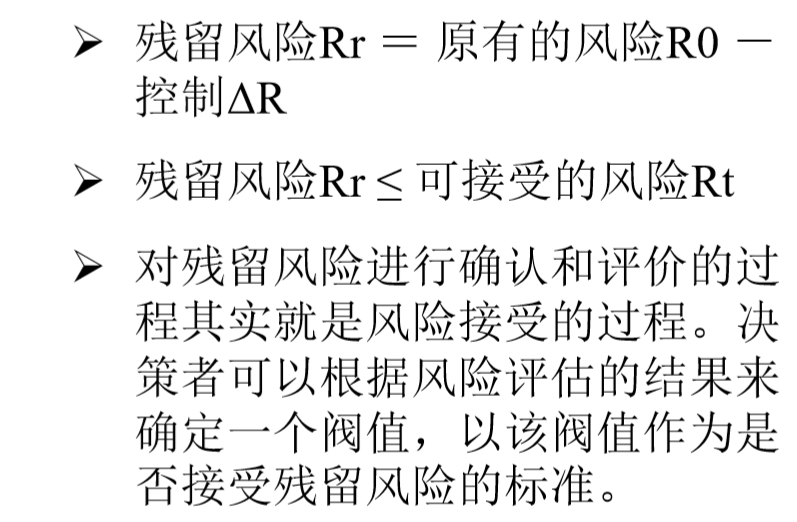 ➢ 残留风险Rr ＝ 原有的风险R0 －
控制ΔR
➢ 残留风险Rr ≤ 可接受的风险Rt
➢ 对残留风险进行确认和评价的过
程其实就是风险接受的过程。决
策者可以根据风险评估的结果来
确定一个阀值，以该阀值作为是
否接受残留风险的标准。